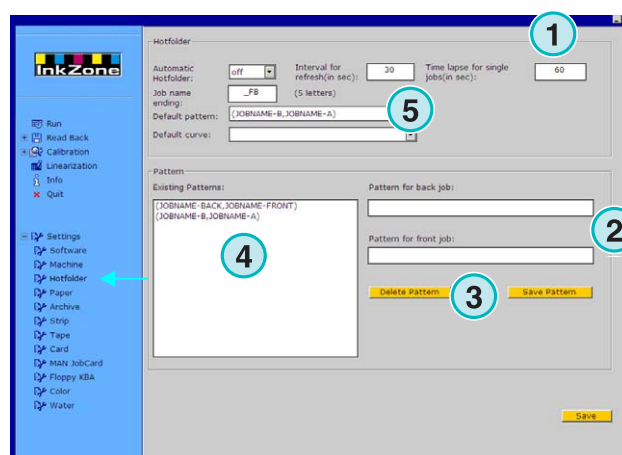 InkZone
Run
Read Back
Calibration
Linearization
Info
Quit
Settings
Software
Machine
Hotfolder
Paper
Archive
Strip
Tape
Card
MAN JobCard
Floppy KBA
Color
Water
Hotfolder
1
Automatic
Hotfolder:
off
Interval for
refresh(in sec):
30
Time lapse for single
jobs(in sec):
60
Job name
ending:
_FB
(5 letters)
Default pattern:
(JOBNAME-B,JOBNAME-A)
5
Default curve:
Pattern
Existing Patterns:
(JOBNAME-BACK,JOBNAME-FRONT)
(JOBNAME-B,JOBNAME-A)
4
Pattern for back job:
2
Pattern for front job:
Delete Pattern
3
Save Pattern
Save